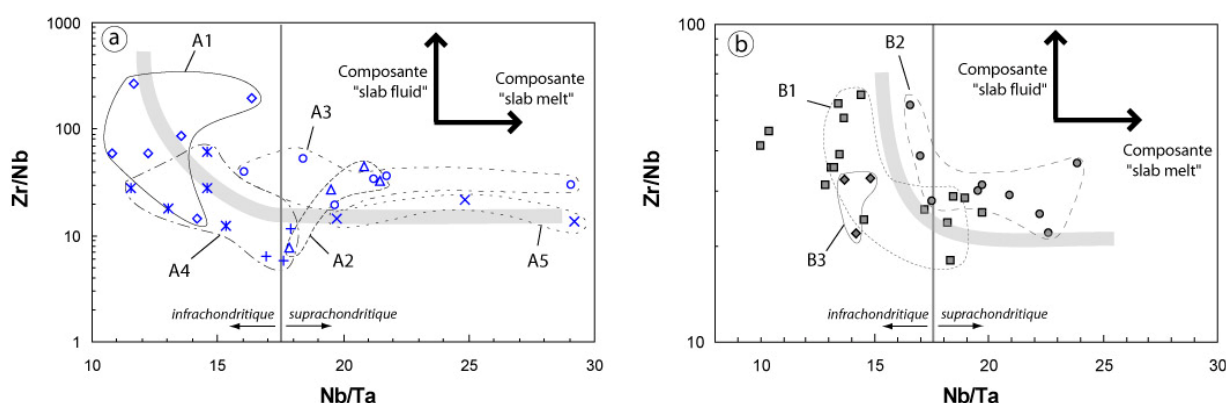 a
1000
100
10
1
Zr/Nb
A1
A3
A4
A2
A5
Composante
"slab fluid"
Composante
"slab melt"
infrachondritique
suprachondritique
10
15
20
25
30
Nb/Ta
b
100
10
Zr/Nb
B2
B1
B3
Composante
"slab fluid"
Composante
"slab melt"
infrachondritique
suprachondritique
10
15
20
25
30
Nb/Ta